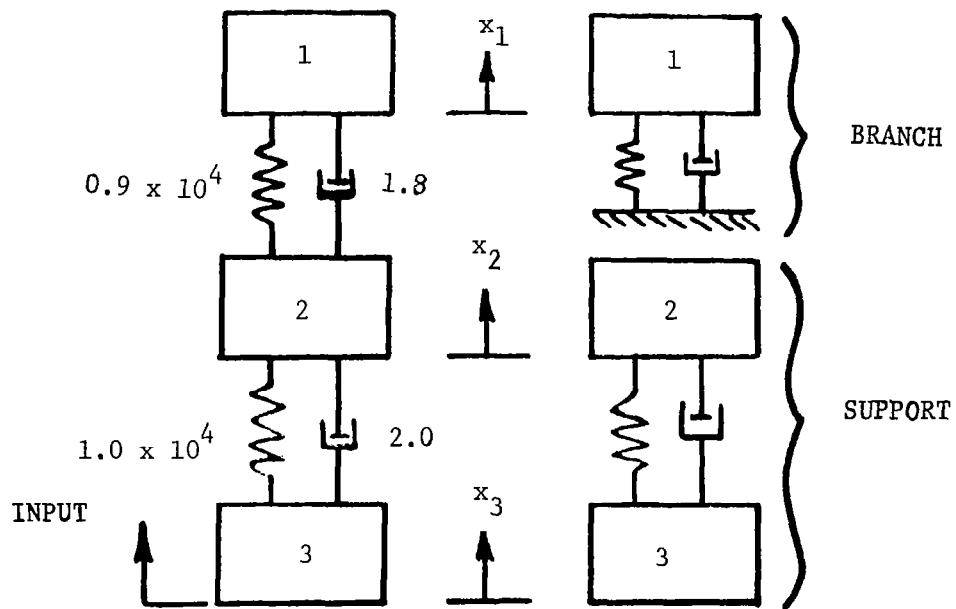 1
x1
1
BRANCH
0.9 x 10^4
1.8
2
x2
2
SUPPORT
1.0 x 10^4
2.0
INPUT
3
x3
3